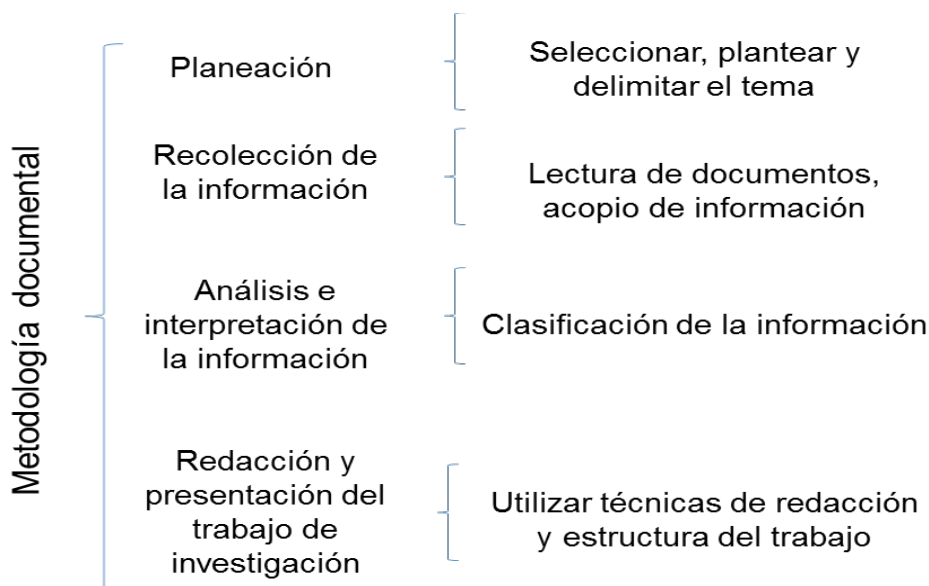 Metodología documental
Planeación
Seleccionar, plantear y
delimitar el tema
Recolección de
la información
Lectura de documentos,
acopio de información
Análisis e
interpretación de
la información
Clasificación de la información
Redacción y
presentación del
trabajo de
investigación
Utilizar técnicas de redacción
y estructura del trabajo